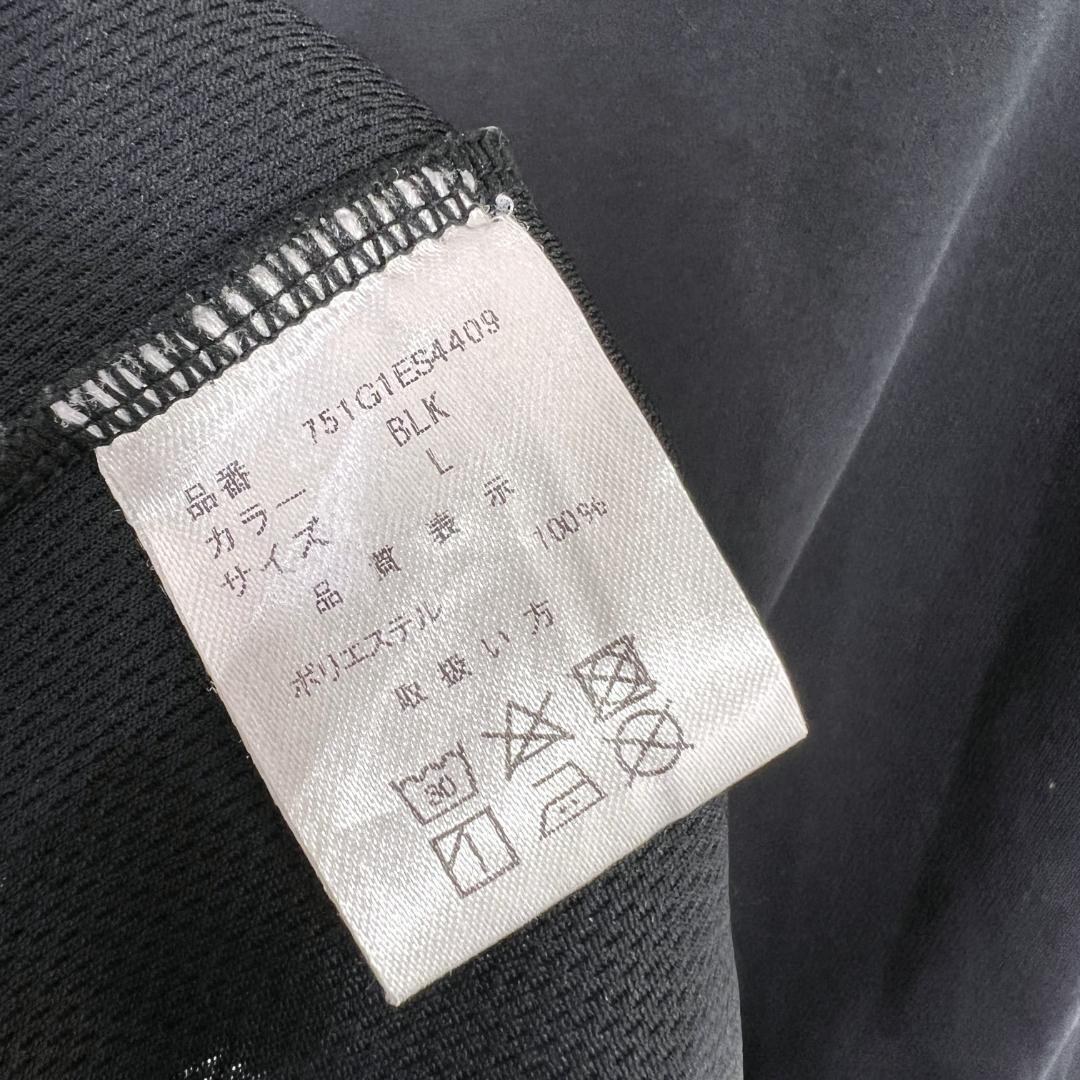 品番 751G1ES4409
カラー BLK
サイズ L
品質表示
ポリエステル 100%
取扱い方
30